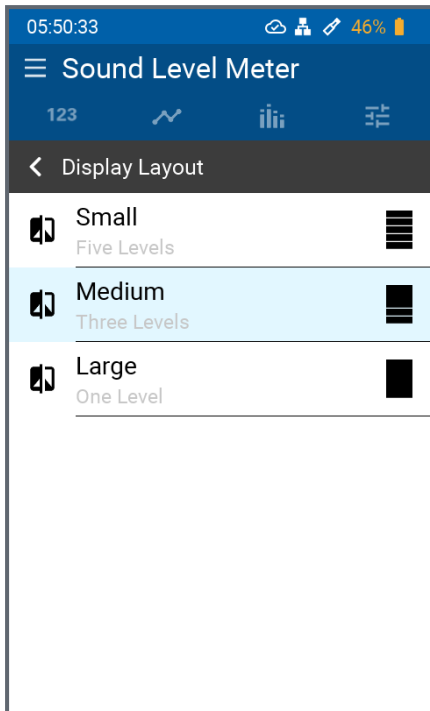 05:50:33 46%
Sound Level Meter
123
Display Layout
Small
Five Levels
Medium
Three Levels
Large
One Level